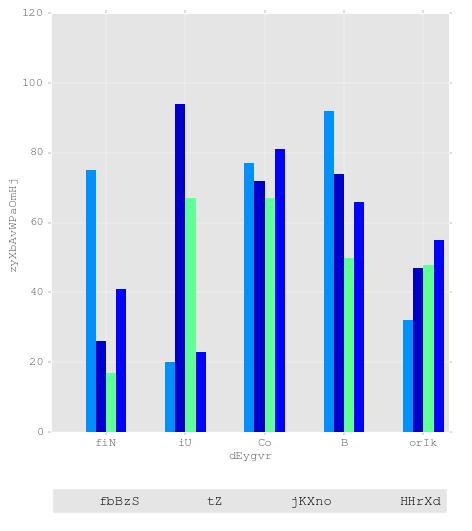 120
100
80
60
40
20
0
zyXbAvWPaOmHj
fiN iU Co B orIk
dEygvr
fbBzS tZ jKXno HHrXd